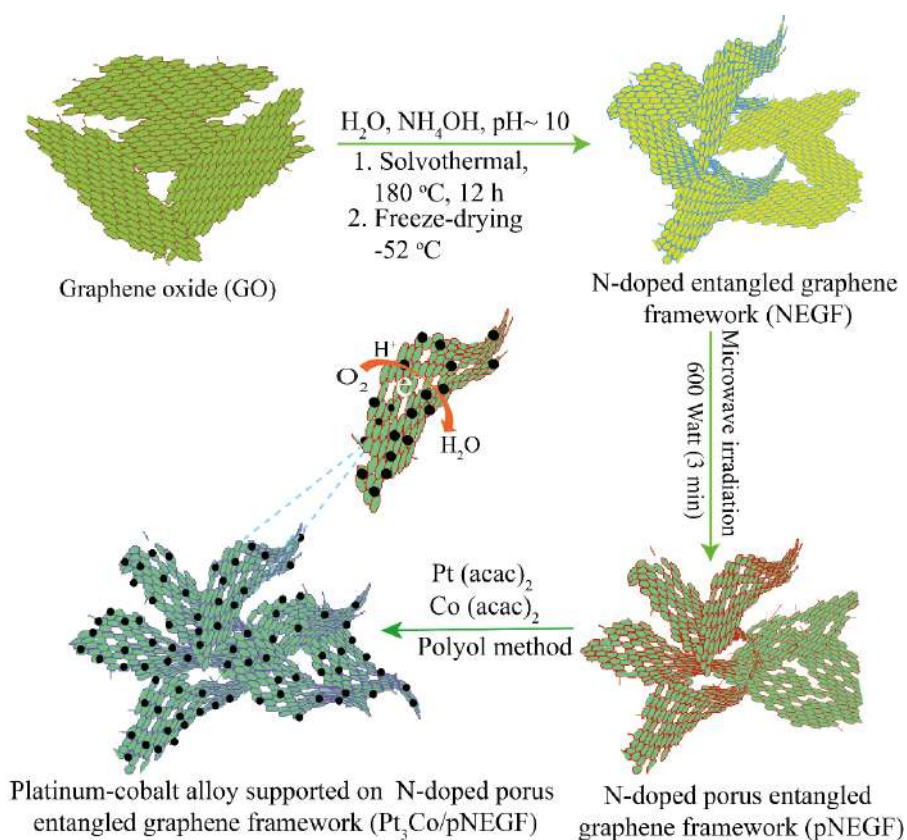 H₂O, NH₄OH, pH~ 10
1. Solvothermal,
180 °C, 12 h
2. Freeze-drying
-52 °C
Graphene oxide (GO)
N-doped entangled graphene
framework (NEGF)
Microwave irradiation
600 Watt (3 min)
H⁺
O₂
e⁻
H₂O
Pt (acac)₂
Co (acac)₂
Polyol method
Platinum-cobalt alloy supported on N-doped porus
entangled graphene framework (Pt₃Co/pNEGF)
N-doped porus entangled
graphene framework (pNEGF)